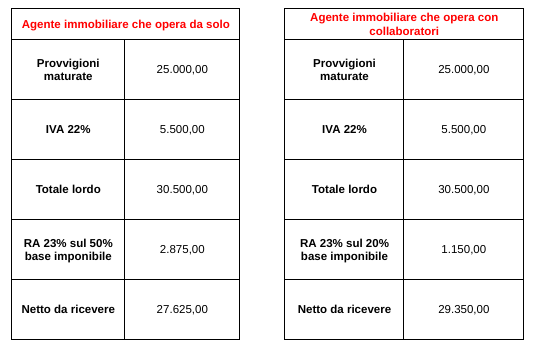 Agente immobiliare che opera da solo
Provvigioni
maturate
25.000,00
IVA 22%
5.500,00
Totale lordo
30.500,00
RA 23% sul 50%
base imponibile
2.875,00
Netto da ricevere
27.625,00
Agente immobiliare che opera con
collaboratori
Provvigioni
maturate
25.000,00
IVA 22%
5.500,00
Totale lordo
30.500,00
RA 23% sul 20%
base imponibile
1.150,00
Netto da ricevere
29.350,00